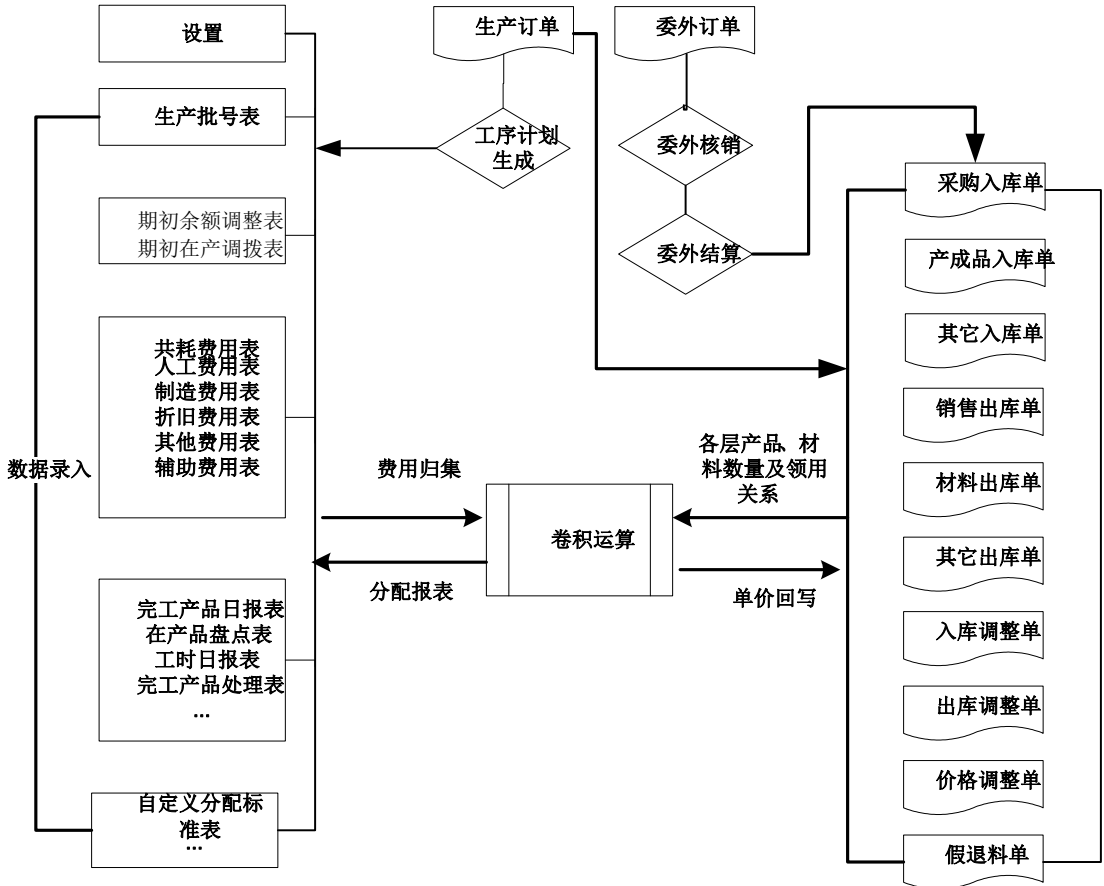 设置
生产批号表
期初余额调整表
期初在产调拨表
共耗费用表
人工费用表
制造费用表
折旧费用表
其他费用表
辅助费用表
数据录入
完工产品日报表
在产品盘点表
工时日报表
完工产品处理表
...
自定义分配标
准表
...
生产订单
工序计划
生成
委外订单
委外核销
委外结算
费用归集
分配报表
卷积运算
各层产品、材
料数量及领用
关系
单价回写
采购入库单
产成品入库单
其它入库单
销售出库单
材料出库单
其它出库单
入库调整单
出库调整单
价格调整单
假退料单